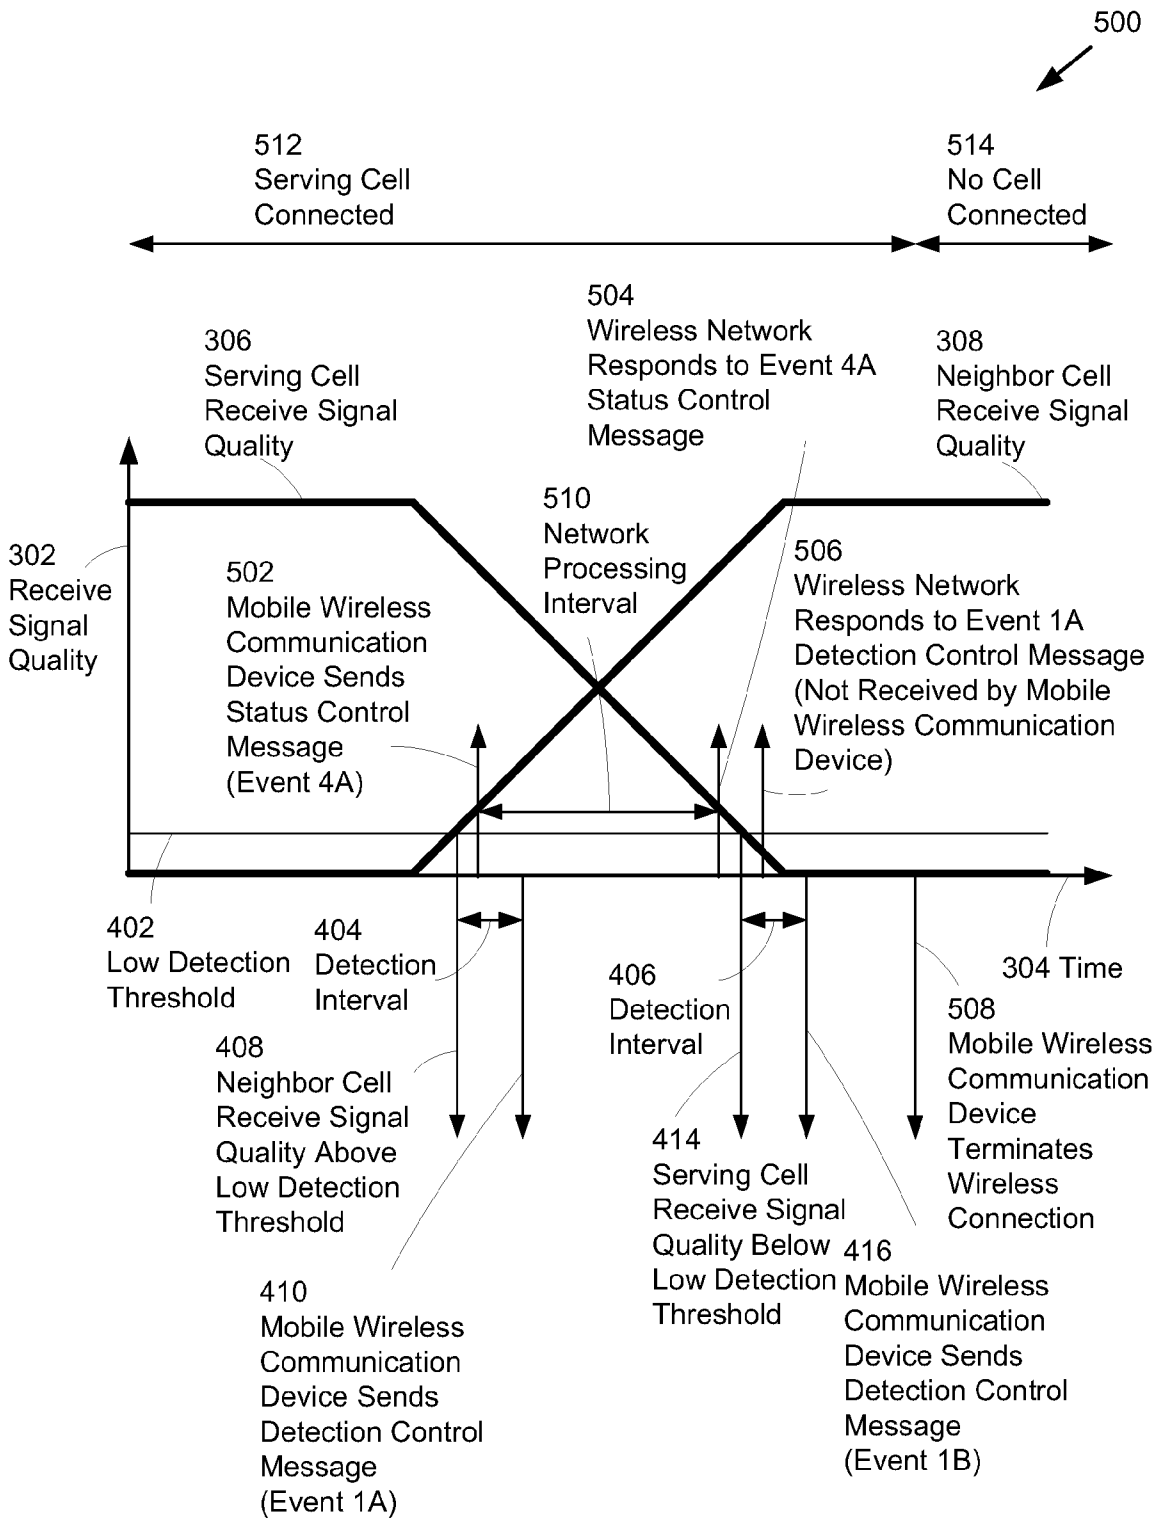 500
512
Serving Cell
Connected
514
No Cell
Connected
504
Wireless Network
Responds to Event 4A
Status Control
Message
306
Serving Cell
Receive Signal
Quality
308
Neighbor Cell
Receive Signal
Quality
510
Network
Processing
Interval
302
Receive
Signal
Quality
502
Mobile Wireless
Communication
Device Sends
Status Control
Message
(Event 4A)
506
Wireless Network
Responds to Event 1A
Detection Control Message
(Not Received by Mobile
Wireless Communication
Device)
402
Low Detection
Threshold
404
Detection
Interval
406
Detection
Interval
304 Time
408
Neighbor Cell
Receive Signal
Quality Above
Low Detection
Threshold
508
Mobile Wireless
Communication
Device
Terminates
Wireless
Connection
414
Serving Cell
Receive Signal
Quality Below
Low Detection
Threshold
410
Mobile Wireless
Communication
Device Sends
Detection Control
Message
(Event 1A)
416
Mobile Wireless
Communication
Device Sends
Detection Control
Message
(Event 1B)